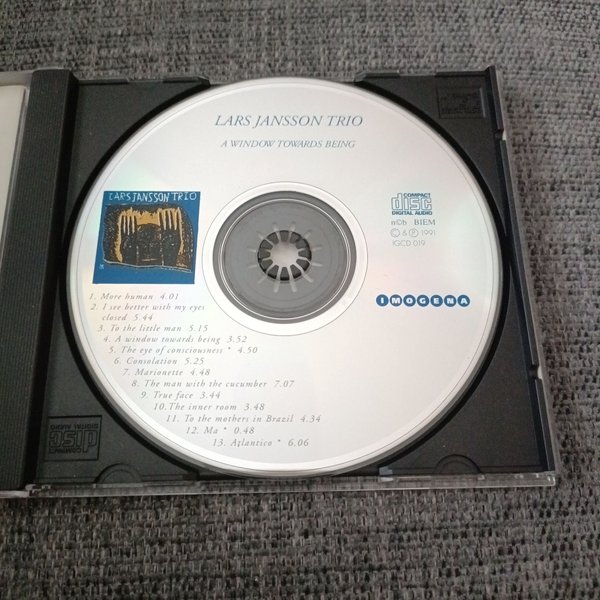 LARS JANSSON TRIO
A WINDOW TOWARDS BEING
LARS JANSSON TRIO
COMPACT
disc
DIGITAL AUDIO
n©b BIEM
© & ℗ 1991
IGCD 019
IMOGENA
1. More human 4.01
2. I see better with my eyes
closed 5.44
3. To the little man 5.15
4. A window towards being 3.52
5. The eye of consciousness * 4.50
6. Consolation 5.25
7. Marionette 4.48
8. The man with the cucumber 7.07
9. True face 3.44
10. The inner room 3.48
11. To the mothers in Brazil 4.34
12. Ma * 0.48
13. Atlantico * 6.06
COMPACT
disc
DIGITAL AUDIO